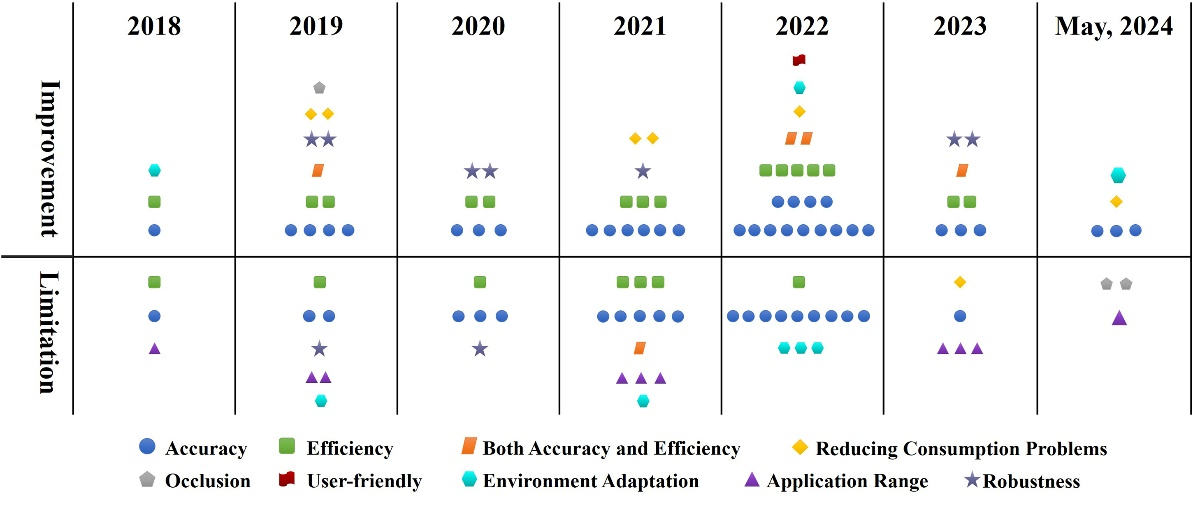 2018 2019 2020 2021 2022 2023 May, 2024
Improvement
Limitation
Accuracy Efficiency Both Accuracy and Efficiency Reducing Consumption Problems
Occlusion User-friendly Environment Adaptation Application Range Robustness